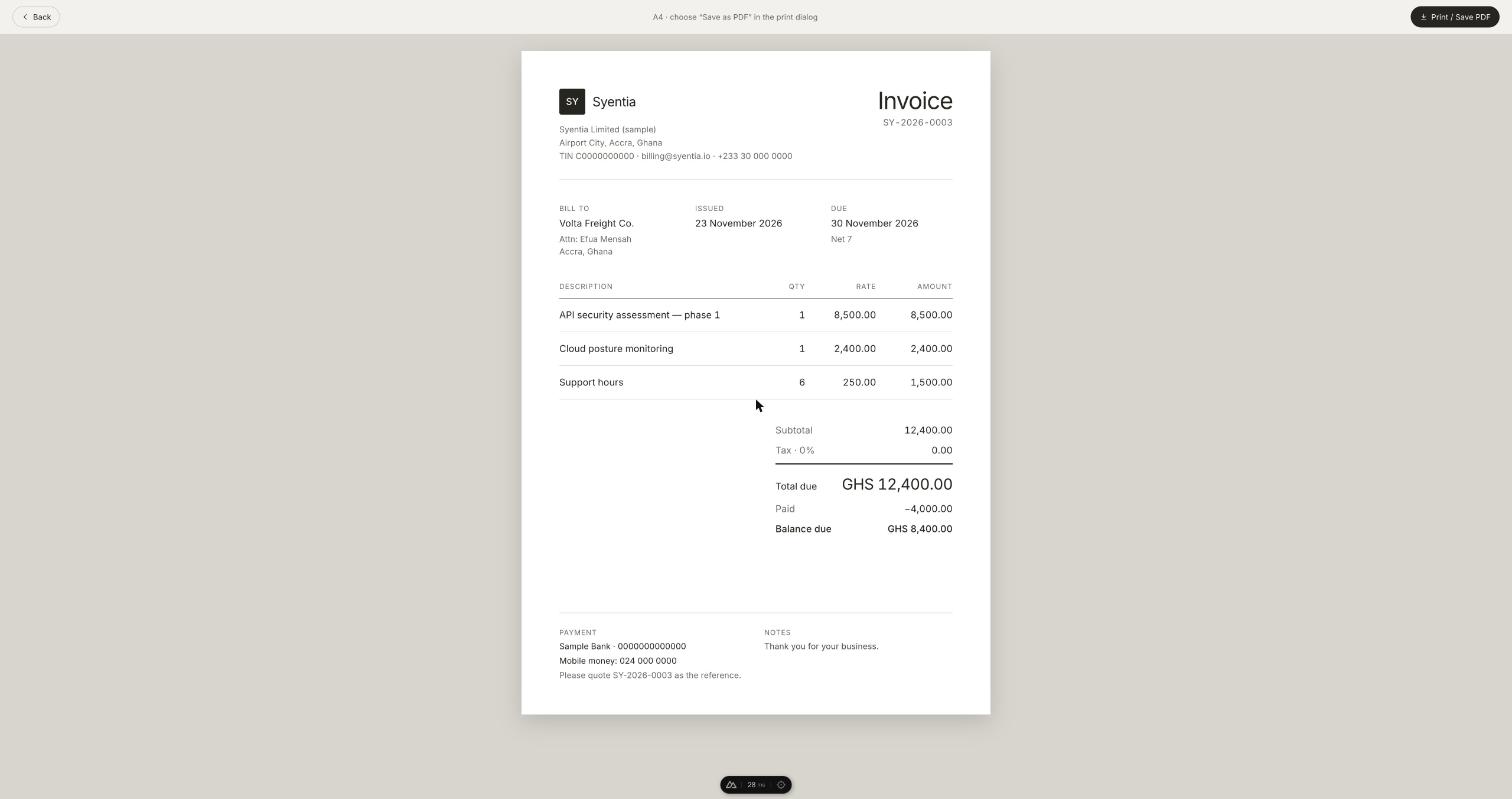 Back
A4 · choose “Save as PDF” in the print dialog
Print / Save PDF
SY
Syentia
Invoice
SY-2026-0003
Syentia Limited (sample)
Airport City, Accra, Ghana
TIN C0000000000 · billing@syentia.io · +233 30 000 0000
BILL TO
Volta Freight Co.
Attn: Efua Mensah
Accra, Ghana
ISSUED
23 November 2026
DUE
30 November 2026
Net 7
DESCRIPTION QTY RATE AMOUNT
API security assessment — phase 1 1 8,500.00 8,500.00
Cloud posture monitoring 1 2,400.00 2,400.00
Support hours 6 250.00 1,500.00
Subtotal 12,400.00
Tax · 0% 0.00
Total due GHS 12,400.00
Paid −4,000.00
Balance due GHS 8,400.00
PAYMENT
Sample Bank · 0000000000000
Mobile money: 024 000 0000
Please quote SY-2026-0003 as the reference.
NOTES
Thank you for your business.
28